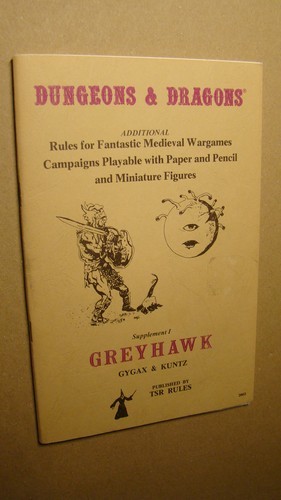 DUNGEONS & DRAGONS®
ADDITIONAL
Rules for Fantastic Medieval Wargames
Campaigns Playable with Paper and Pencil
and Miniature Figures
Supplement I
GREYHAWK
GYGAX & KUNTZ
PUBLISHED BY
TSR RULES